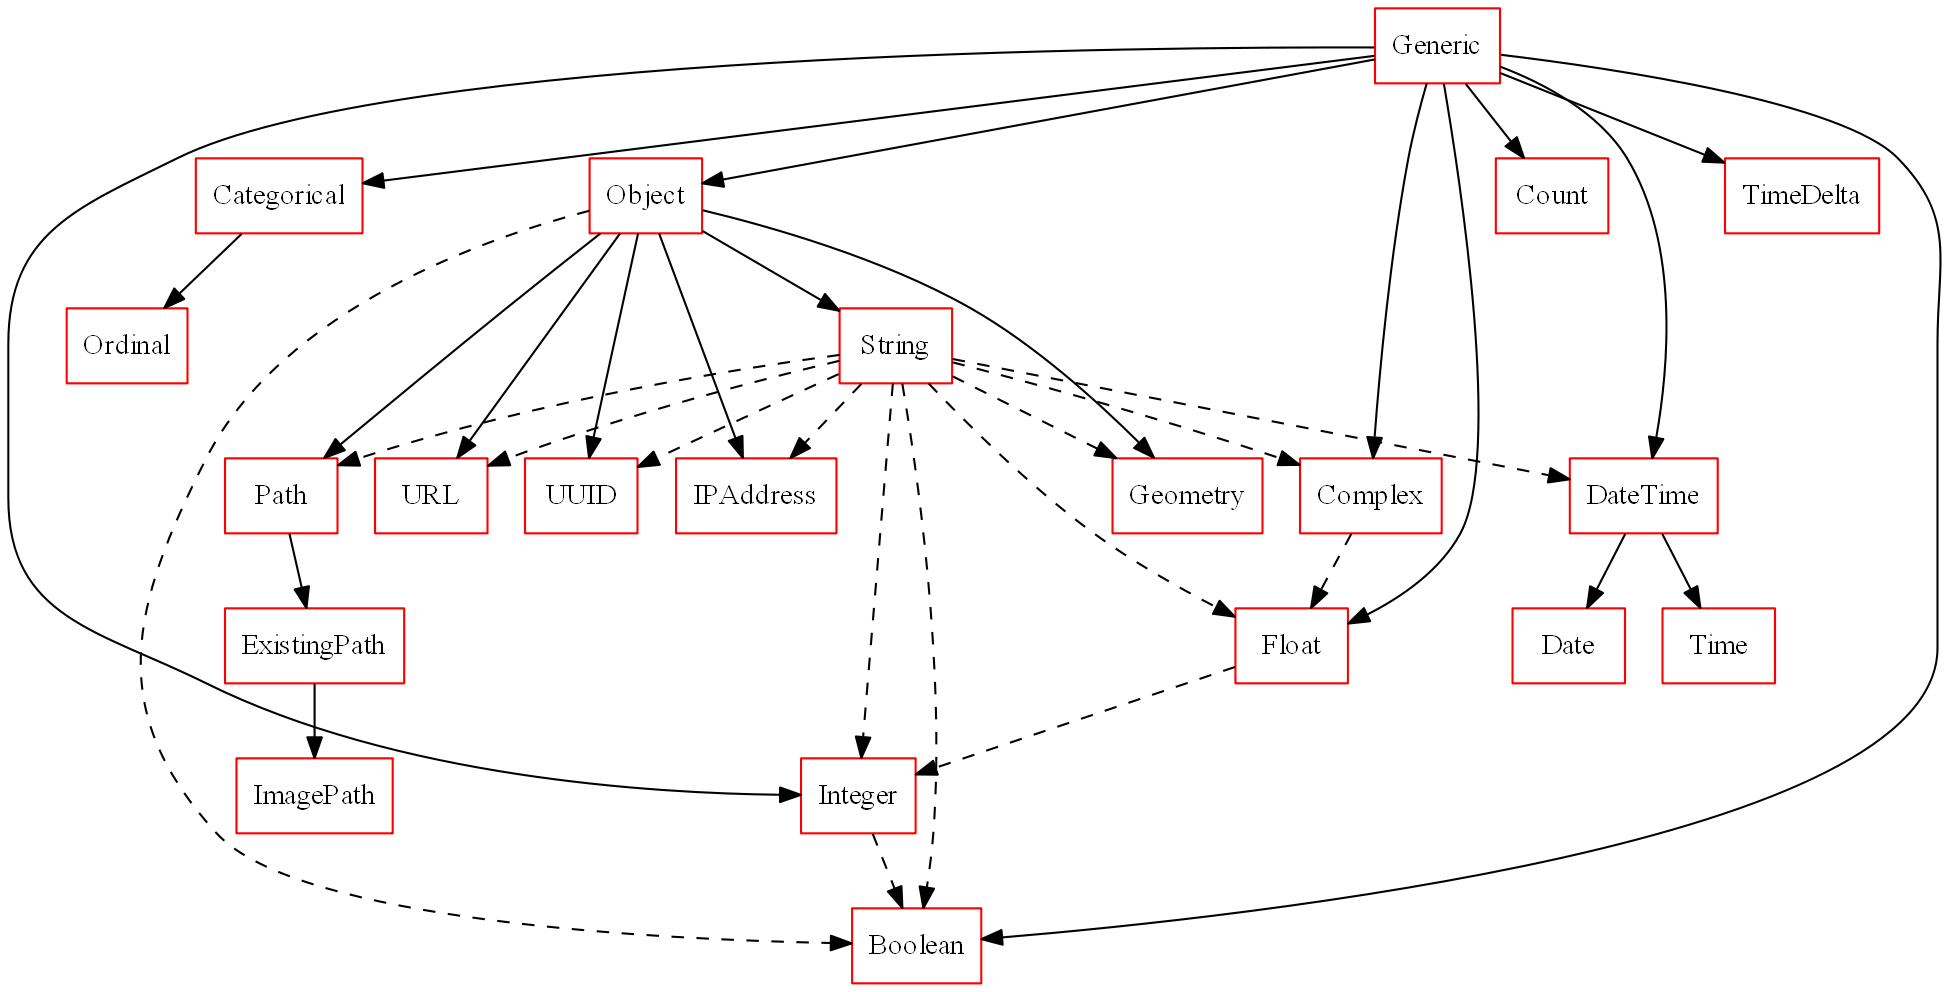 Generic
Categorical
Object
Count
TimeDelta
Ordinal
String
Path
URL
UUID
IPAddress
Geometry
Complex
DateTime
ExistingPath
Float
Date
Time
ImagePath
Integer
Boolean